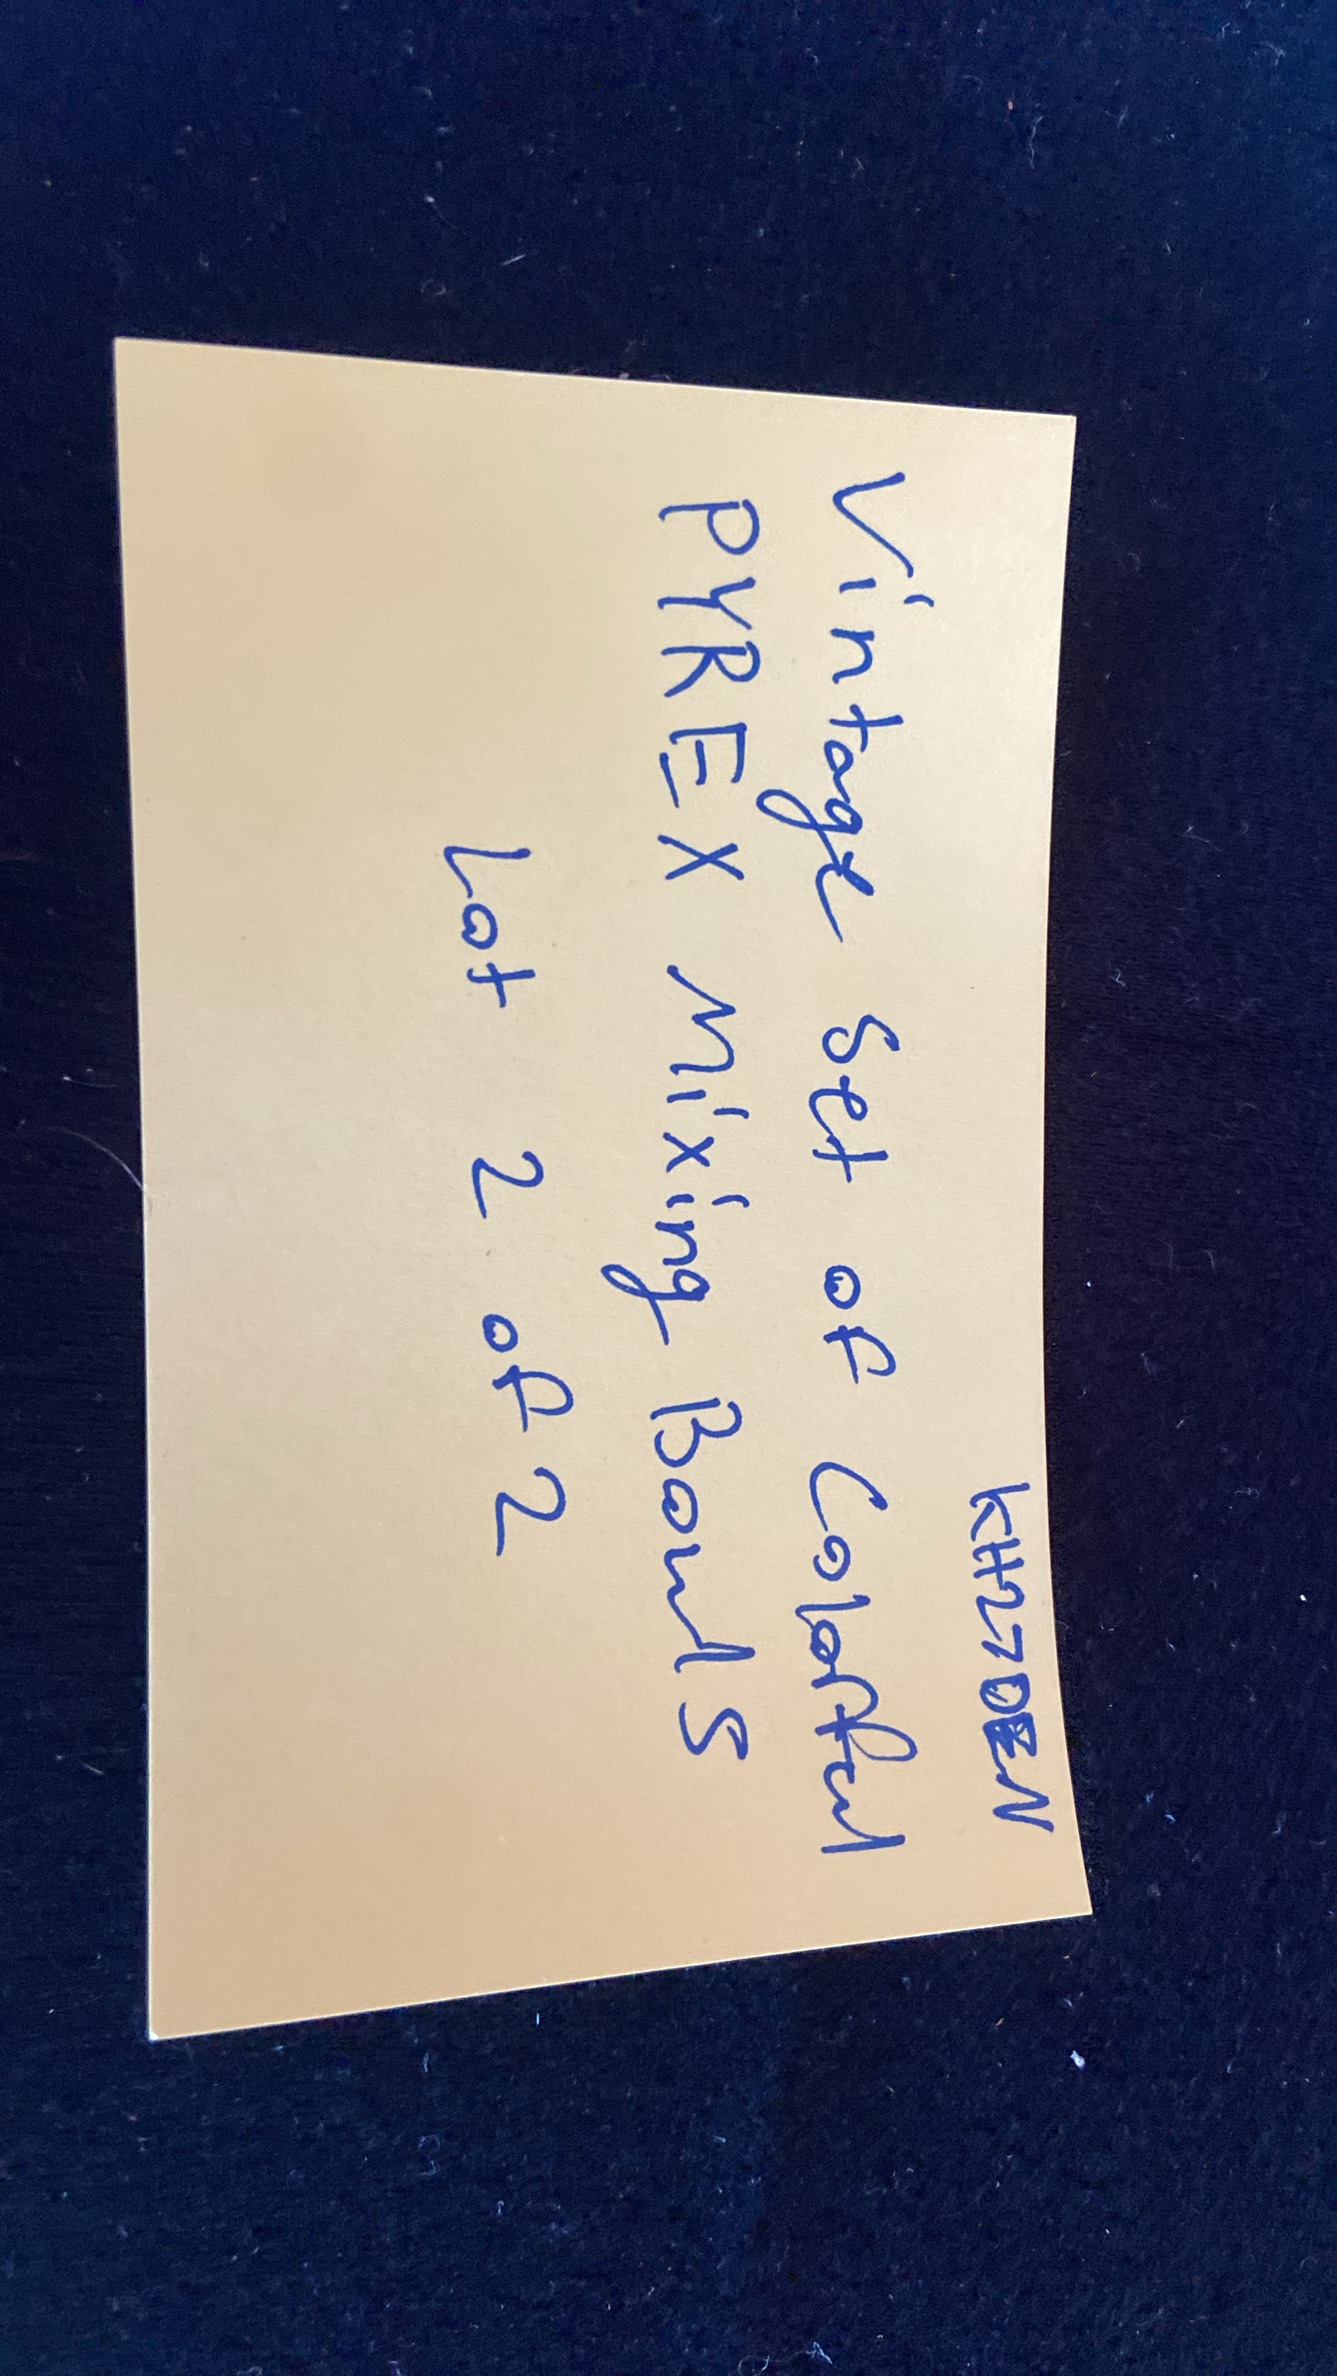 KH27DEN
Vintage Set of Colorful
PYREX Mixing Bowls
Lot 2 of 2